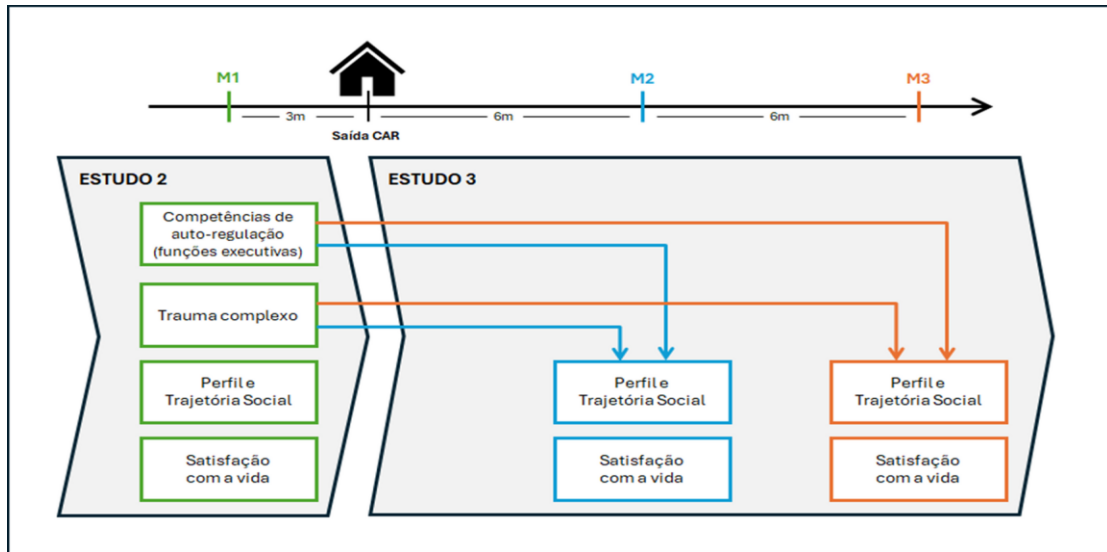 M1
M2
M3
3m
6m
6m
Saída CAR
ESTUDO 2
ESTUDO 3
Competências de
auto-regulação
(funções executivas)
Trauma complexo
Perfil e
Trajetória Social
Perfil e
Trajetória Social
Perfil e
Trajetória Social
Satisfação
com a vida
Satisfação
com a vida
Satisfação
com a vida